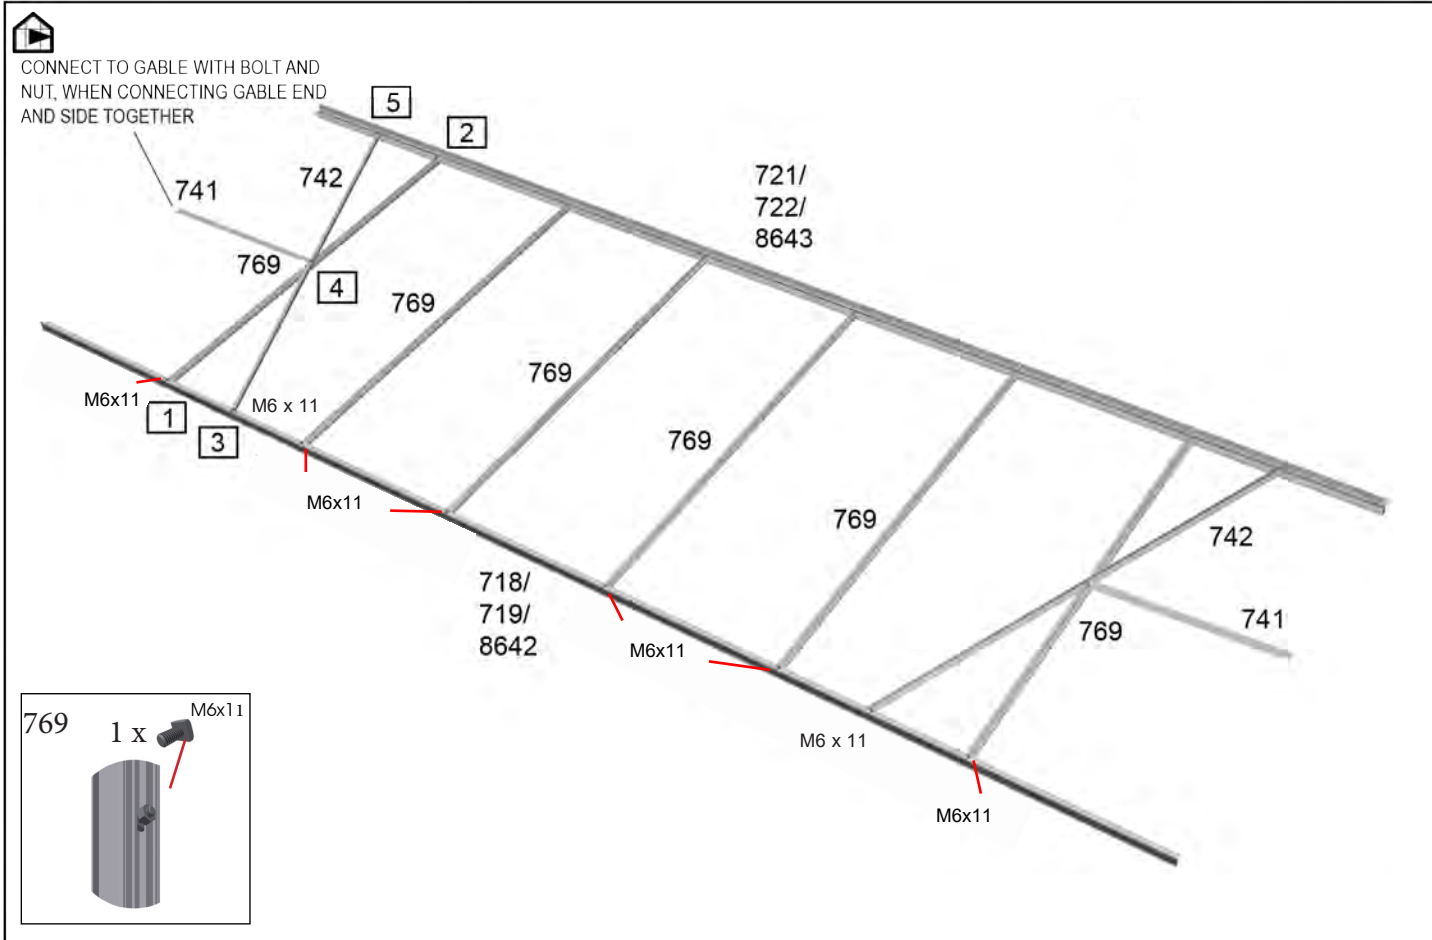 CONNECT TO GABLE WITH BOLT AND
NUT, WHEN CONNECTING GABLE END
AND SIDE TOGETHER
5
2
741
742
721/
722/
8643
769
4
769
769
M6x11
1
3
M6 x 11
769
M6x11
769
742
718/
719/
8642
741
769
M6x11
M6 x 11
M6x11
769
1 x
M6x11